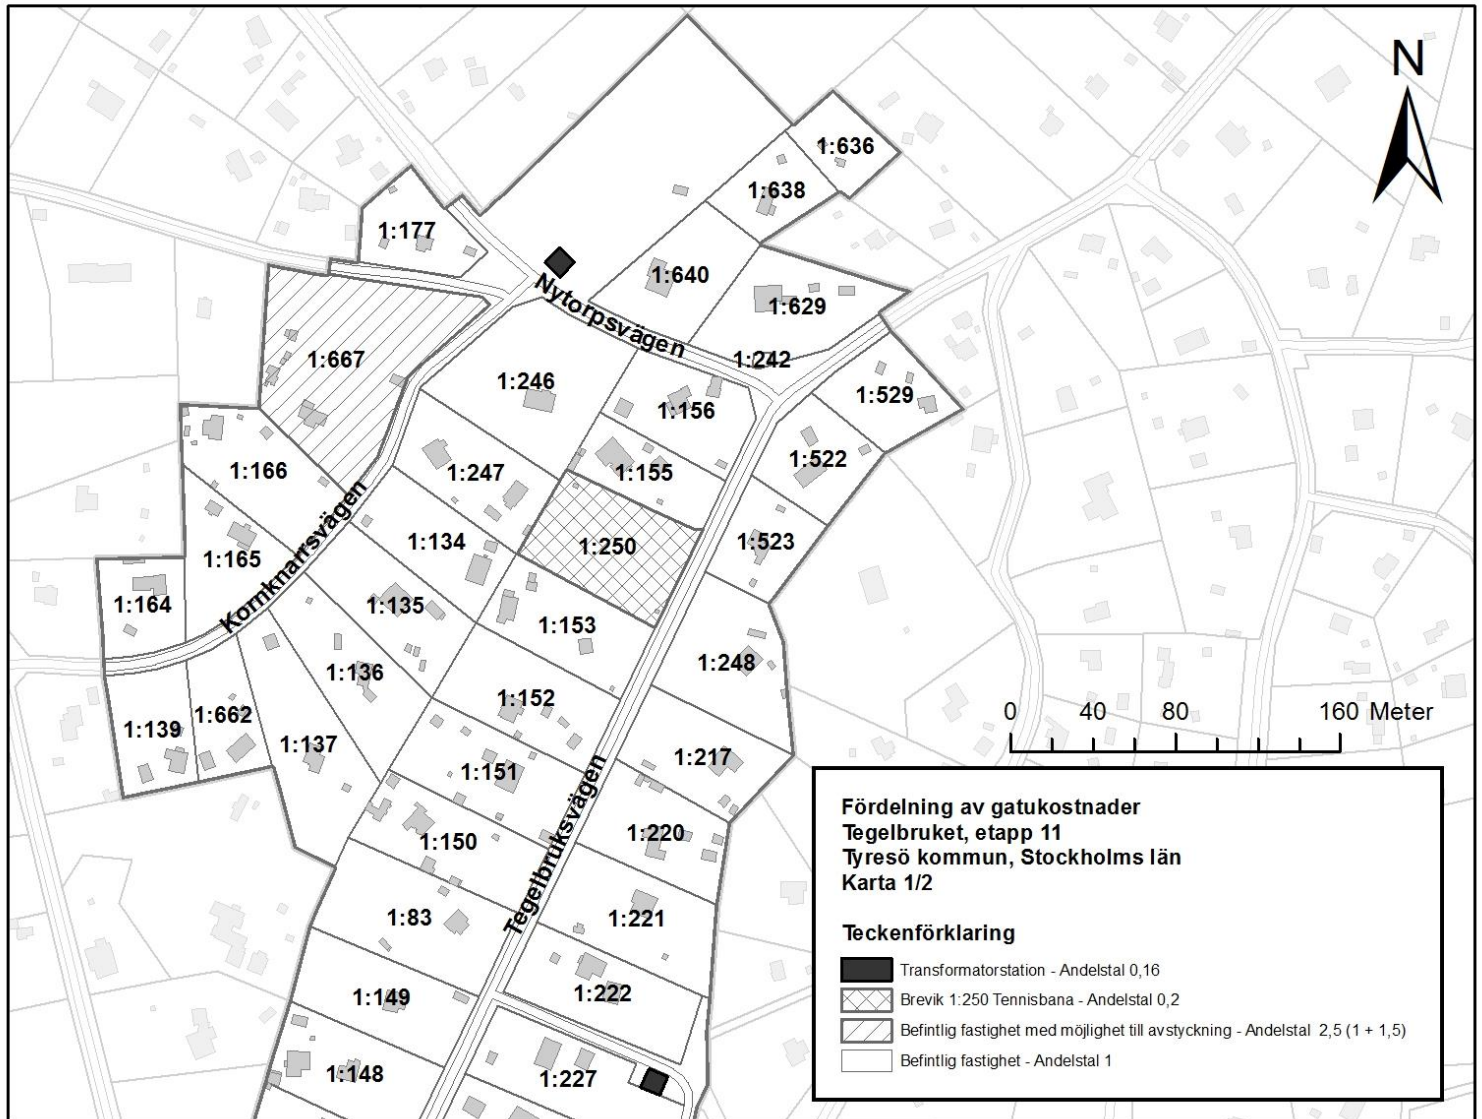 N
1:636
1:638
1:177
1:640
Nytorpsvägen
1:629
1:667
1:242
1:246
1:529
1:156
1:166
1:247
1:155
1:522
Kornknarrsvägen
1:134
1:250
1:523
1:165
1:164
1:135
1:153
1:248
1:136
1:152
1:662
1:139
1:137
1:217
1:151
Tegelbruksvägen
1:220
1:150
1:83
1:221
1:149
1:222
1:148
1:227
0 40 80 160 Meter
Fördelning av gatukostnader
Tegelbruket, etapp 11
Tyresö kommun, Stockholms län
Karta 1/2
Teckenförklaring
Transformatorstation - Andelstal 0,16
Brevik 1:250 Tennisbana - Andelstal 0,2
Befintlig fastighet med möjlighet till avstyckning - Andelstal 2,5 (1 + 1,5)
Befintlig fastighet - Andelstal 1